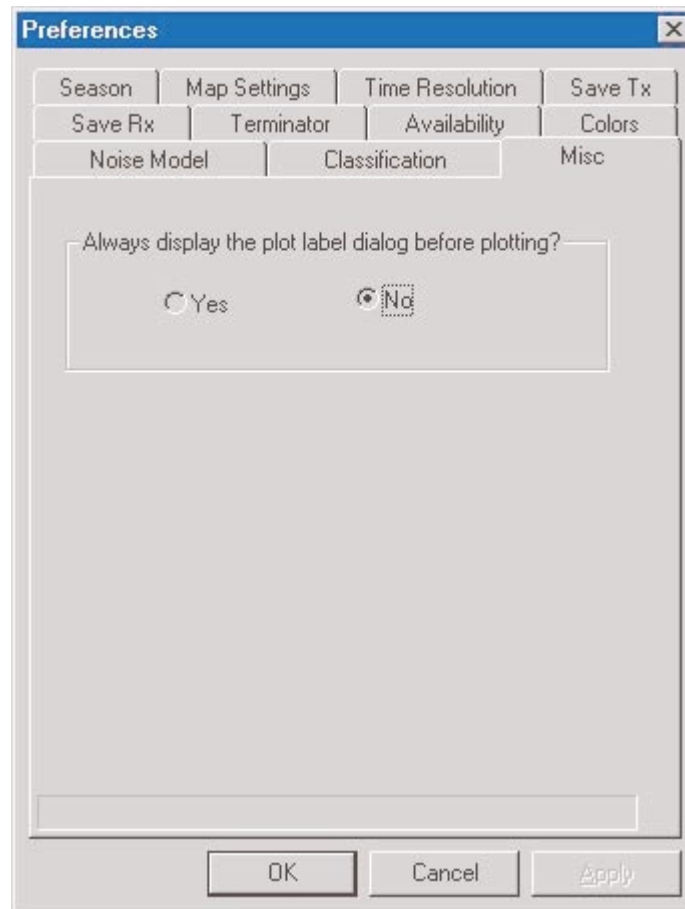 Preferences
Season Map Settings Time Resolution Save Tx
Save Rx Terminator Availability Colors
Noise Model Classification Misc
Always display the plot label dialog before plotting?
Yes No
OK Cancel Apply